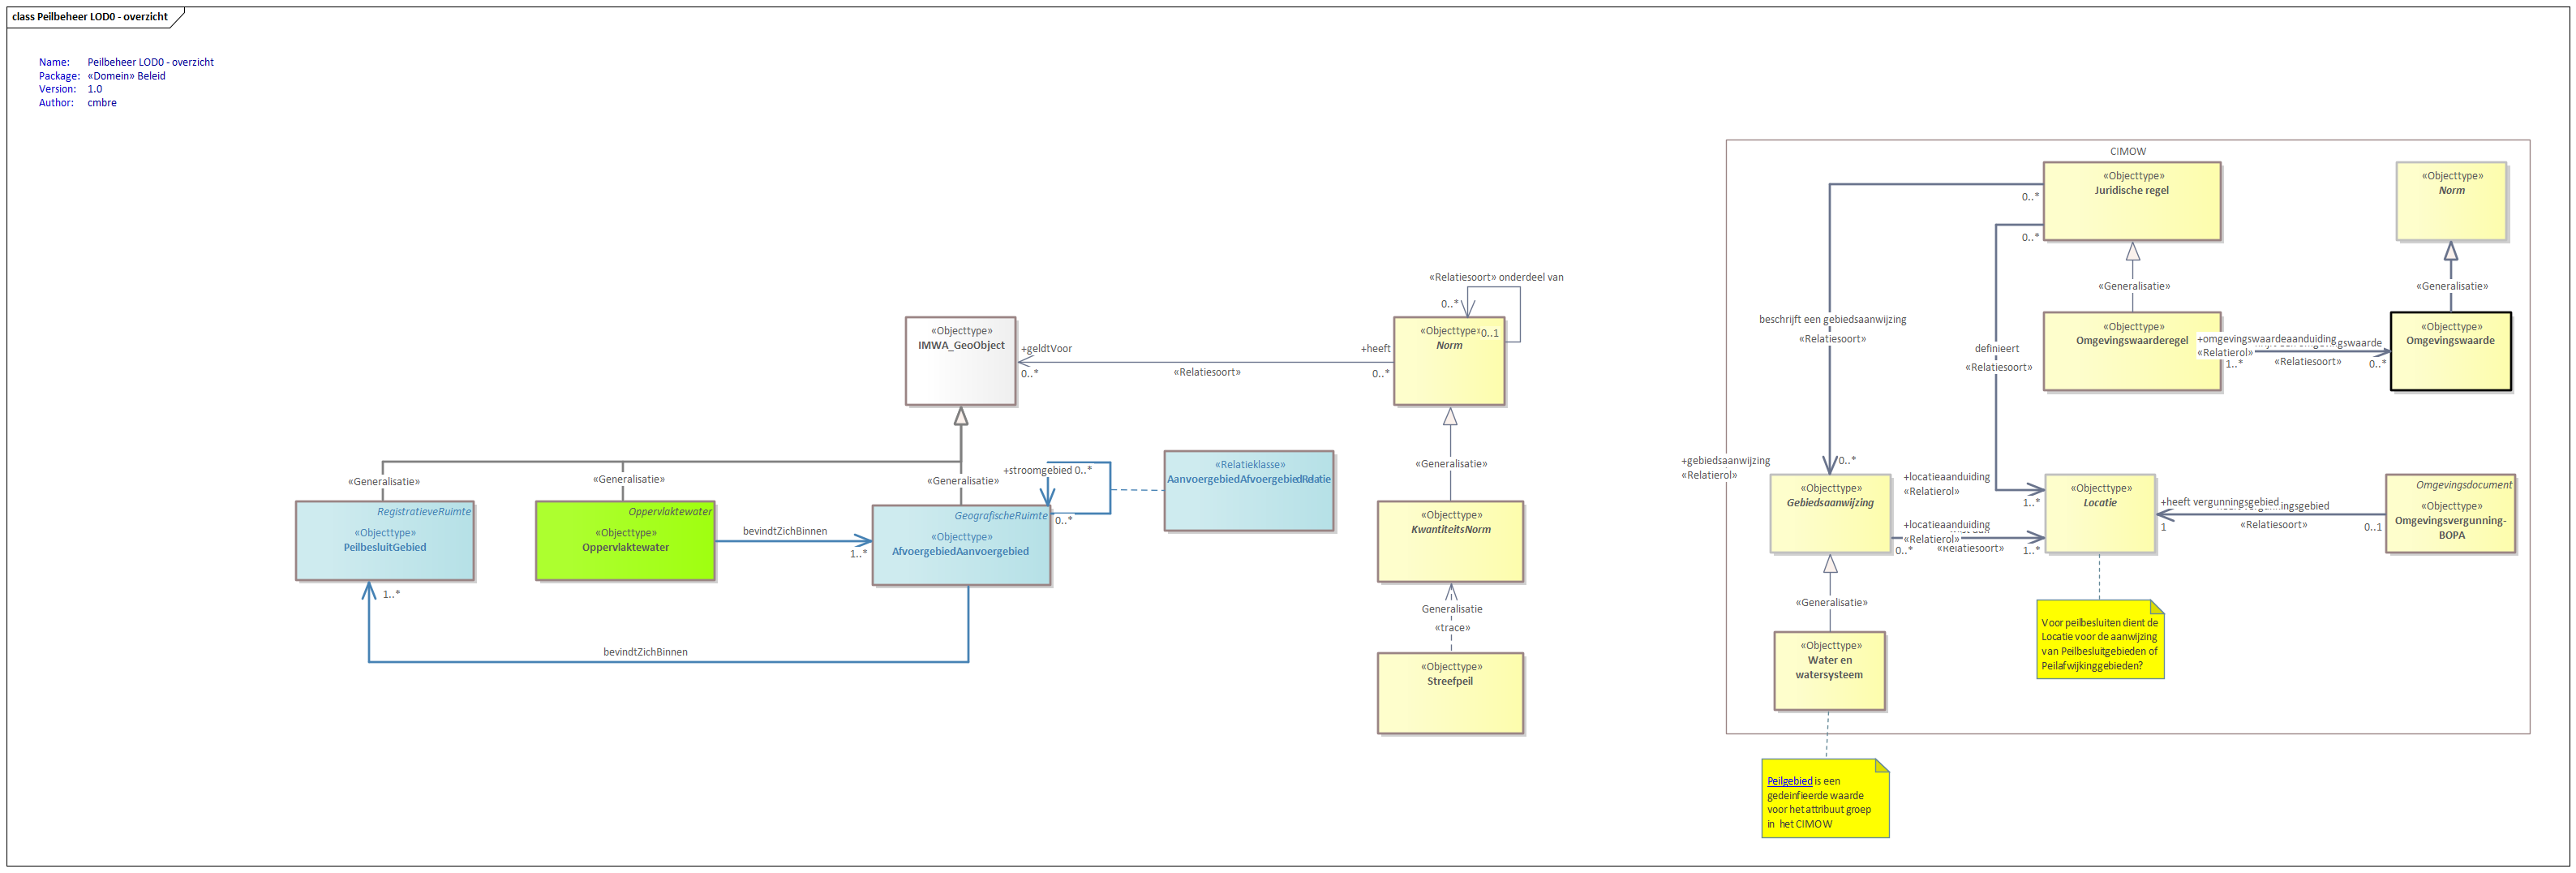 class Peilbeheer LOD0 - overzicht
Name: Peilbeheer LOD0 - overzicht
Package: «Domein» Beleid
Version: 1.0
Author: cmbre
CIMOW
«Objecttype»
Juridische regel
0..*
0..*
«Objecttype»
Norm
«Generalisatie»
«Generalisatie»
«Relatiesoort» onderdeel van
0..*
0..1
«Objecttype»
IMWA_GeoObject
+geldtVoor
0..*
«Relatiesoort»
+heeft
0..*
«Objecttype»
Norm
beschrijft een gebiedsaanwijzing
«Relatiesoort»
definieert
«Relatiesoort»
«Objecttype»
Omgevingswaarderegel
+omgevingswaardeaanduiding
«Relatierol»
1..*
«Relatiesoort»
0..*
«Objecttype»
Omgevingswaarde
«Generalisatie»
«Generalisatie»
«Generalisatie»
+stroomgebied 0..*
0..*
«Relatieklasse»
AanvoergebiedAfvoergebiedRelatie
«Generalisatie»
+gebiedsaanwijzing
«Relatierol»
0..*
RegistratieveRuimte
«Objecttype»
PeilbesluitGebied
Oppervlaktewater
«Objecttype»
Oppervlaktewater
bevindtZichBinnen
1..*
GeografischeRuimte
«Objecttype»
AfvoergebiedAanvoergebied
«Objecttype»
KwantiteitsNorm
«Objecttype»
Gebiedsaanwijzing
+locatieaanduiding
«Relatierol»
1..*
+locatieaanduiding
«Relatierol»
0..*
«Relatiesoort»
1..*
«Objecttype»
Locatie
+heeft vergunningsgebied
1
«Relatiesoort»
0..1
Omgevingsdocument
«Objecttype»
Omgevingsvergunning-
BOPA
1..*
bevindtZichBinnen
Generalisatie
«trace»
«Objecttype»
Streefpeil
«Generalisatie»
«Objecttype»
Water en
watersysteem
Voor peilbesluiten dient de
Locatie voor de aanwijzing
van Peilbesluitgebieden of
Peilafwijkinggebieden?
Peilgebied is een
gedeinfieerde waarde
voor het attribuut groep
in het CIMOW